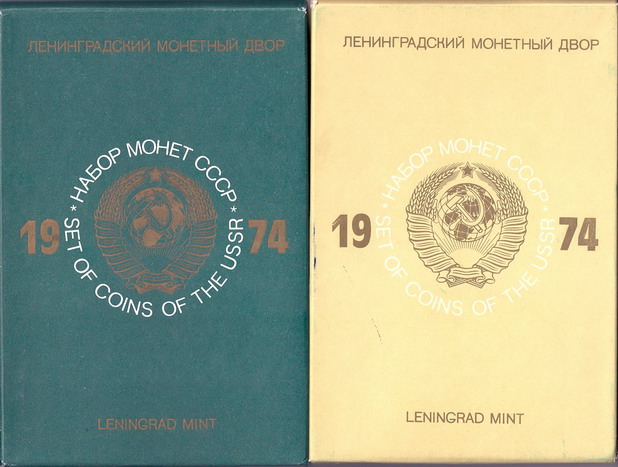 ЛЕНИНГРАДСКИЙ МОНЕТНЫЙ ДВОР
* НАБОР МОНЕТ СССР *
19 74
SET OF COINS OF THE USSR
LENINGRAD MINT
ЛЕНИНГРАДСКИЙ МОНЕТНЫЙ ДВОР
* НАБОР МОНЕТ СССР *
19 74
SET OF COINS OF THE USSR
LENINGRAD MINT